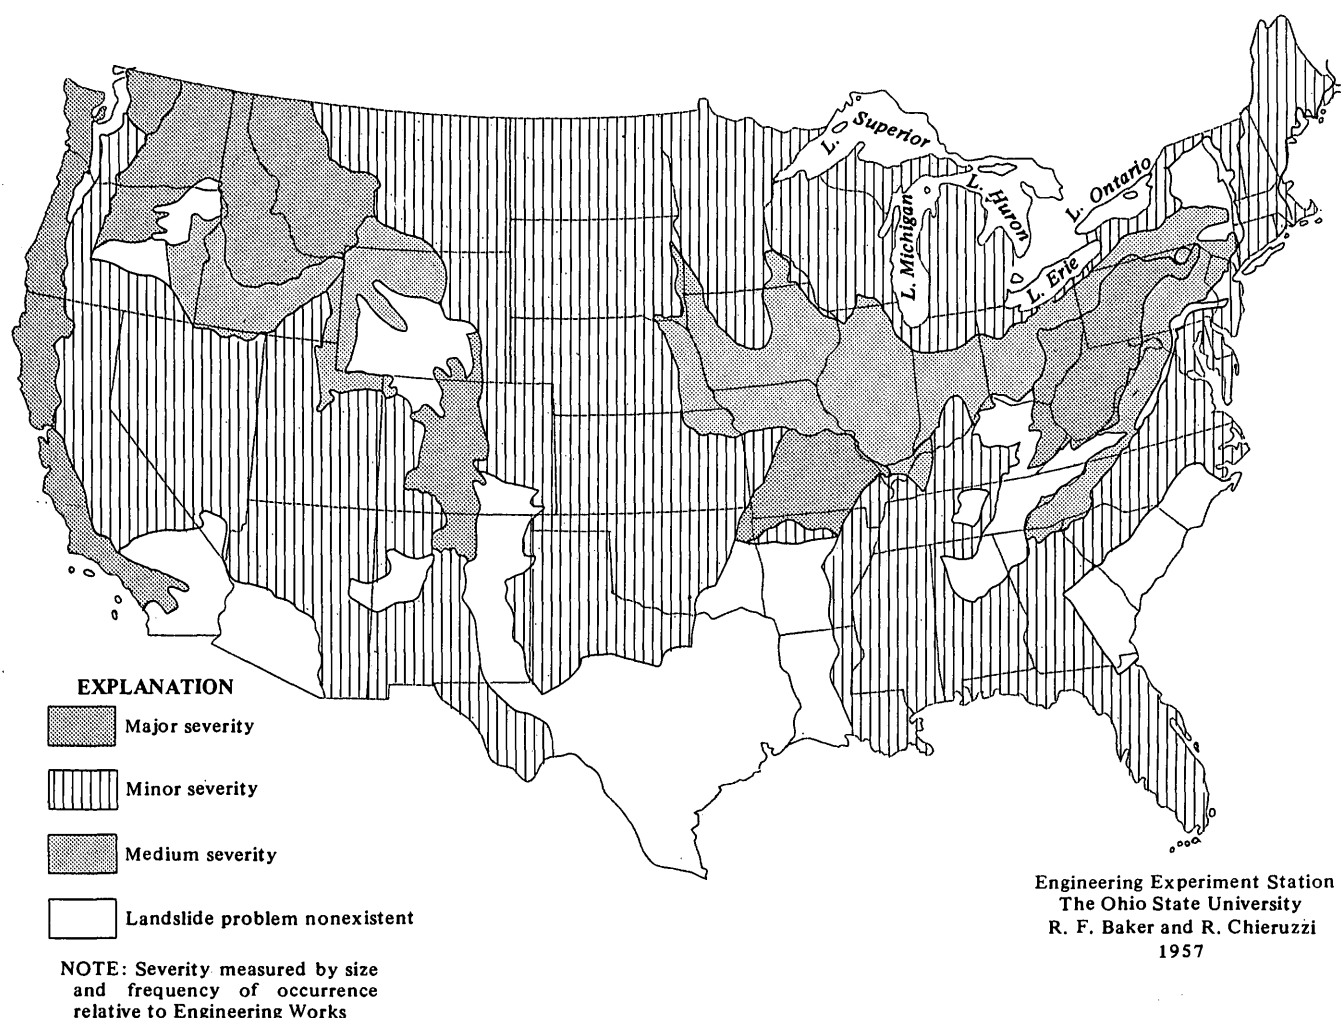 L. Superior
L. Michigan
L. Huron
L. Ontario
L. Erie
EXPLANATION
Major severity
Minor severity
Medium severity
Landslide problem nonexistent
NOTE: Severity measured by size
and frequency of occurrence
relative to Engineering Works
Engineering Experiment Station
The Ohio State University
R. F. Baker and R. Chieruzzi
1957